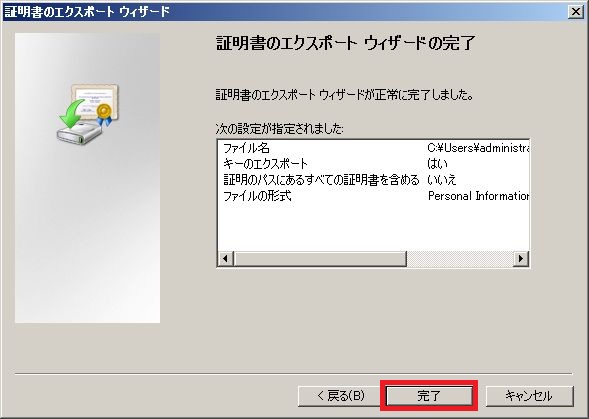 証明書のエクスポート ウィザード
証明書のエクスポート ウィザードの完了
証明書のエクスポート ウィザードが正常に完了しました。
次の設定が指定されました:
ファイル名 C:¥Users¥administra
キーのエクスポート はい
証明のパスにあるすべての証明書を含める いいえ
ファイルの形式 Personal Information
< 戻る(B) 完了 キャンセル